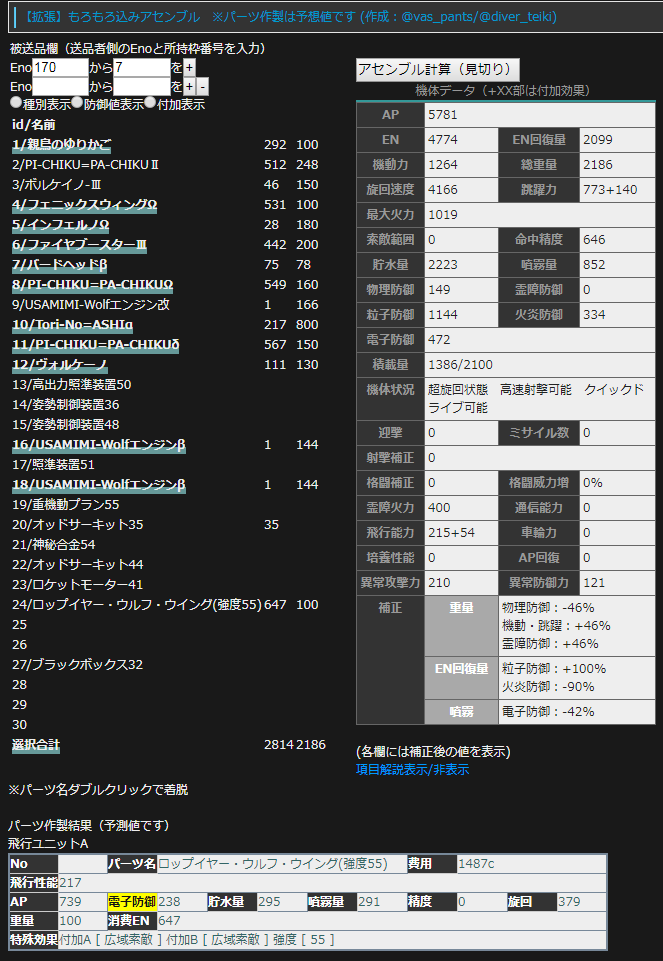 【拡張】もろもろ込みアセンブル　※パーツ作製は予想値です (作成：@vas_pants/@diver_teiki)
被送品欄（送品者側のEnoと所持枠番号を入力）
Eno170から7を+
Enoからを+-
種別表示 防御値表示 付加表示
id/名前
1/親鳥のゆりかご 292 100
2/PI-CHIKU=PA-CHIKUⅡ 512 248
3/ボルケイノ-Ⅲ 46 150
4/フェニックスウィングΩ 531 100
5/インフェルノΩ 28 180
6/ファイヤブースターⅢ 442 200
7/バードヘッドβ 75 78
8/PI-CHIKU=PA-CHIKUΩ 549 160
9/USAMIMI-Wolfエンジン改 1 166
10/Tori-No=ASHIα 217 800
11/PI-CHIKU=PA-CHIKUδ 567 150
12/ヴォルケーノ 111 130
13/高出力照準装置50
14/姿勢制御装置36
15/姿勢制御装置48
16/USAMIMI-Wolfエンジンβ 1 144
17/照準装置51
18/USAMIMI-Wolfエンジンβ 1 144
19/重機動プラン55
20/オッドサーキット35 35
21/神秘合金54
22/オッドサーキット44
23/ロケットモーター41
24/ロップイヤー・ウルフ・ウイング(強度55) 647 100
25
26
27/ブラックボックス32
28
29
30
選択合計 2814 2186
※パーツ名ダブルクリックで着脱
アセンブル計算（見切り）
機体データ（+XX部は付加効果）
AP 5781
EN 4774 EN回復量 2099
機動力 1264 総重量 2186
旋回速度 4166 跳躍力 773+140
最大火力 1019
索敵範囲 0 命中精度 646
貯水量 2223 噴霧量 852
物理防御 149 霊障防御 0
粒子防御 1144 火炎防御 334
電子防御 472
積載量 1386/2100
機体状況 超旋回状態　高速射撃可能　クイックド
ライブ可能
迎撃 0 ミサイル数 0
射撃補正 0
格闘補正 0 格闘威力増 0%
霊障火力 400 通信能力 0
飛行能力 215+54 車輪力 0
培養性能 0 AP回復 0
異常攻撃力 210 異常防御力 121
補正 重量 物理防御：-46%
機動・跳躍：+46%
霊障防御：+46%
EN回復量 粒子防御：+100%
火炎防御：-90%
噴霧 電子防御：-42%
(各欄には補正後の値を表示)
項目解説表示/非表示
パーツ作製結果（予測値です）
飛行ユニットA
No パーツ名 ロップイヤー・ウルフ・ウイング(強度55) 費用 1487c
飛行性能 217
AP 739 電子防御 238 貯水量 295 噴霧量 291 精度 0 旋回 379
重量 100 消費EN 647
特殊効果 付加A [ 広域索敵 ] 付加B [ 広域索敵 ] 強度 [ 55 ]